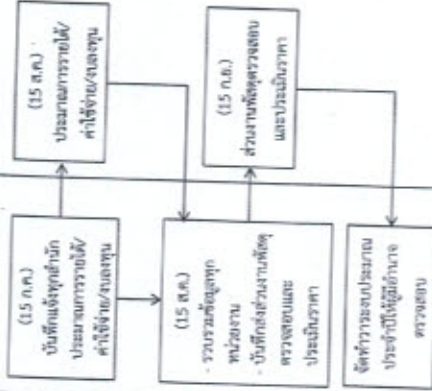 (15 ก.ค.)
บันทึกแจ้งทุกสำนัก
ประมาณการรายได้/
ค่าใช้จ่าย/งบลงทุน
(15 ส.ค.)
ประมาณการรายได้/
ค่าใช้จ่าย/งบลงทุน
(15 ส.ค.)
- รวบรวมข้อมูลทุก
หน่วยงาน
- บันทึกส่งส่วนงานพัสดุ
ตรวจสอบและ
ประเมินราคา
(15 ก.ย.)
ส่วนงานพัสดุตรวจสอบ
และประเมินราคา
จัดทำวาระงบประมาณ
ประจำปีให้ผู้มีอำนาจ
ตรวจสอบ